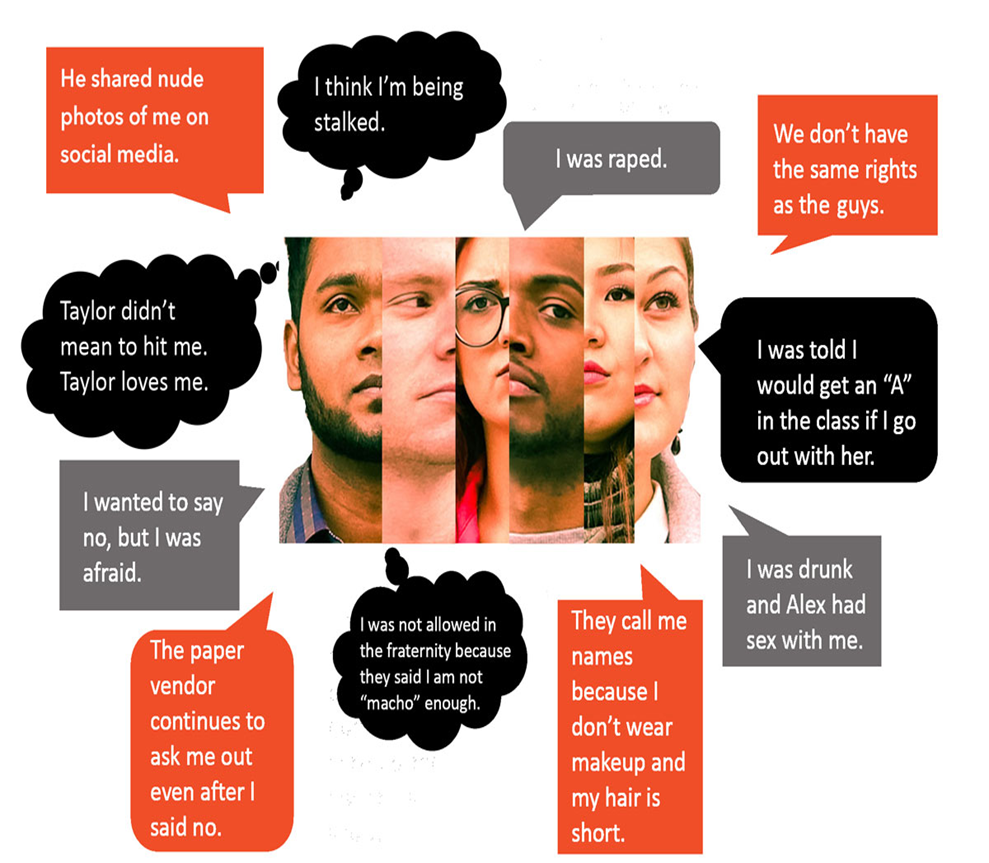 He shared nude
photos of me on
social media.
I think I’m being
stalked.
I was raped.
We don’t have
the same rights
as the guys.
Taylor didn’t
mean to hit me.
Taylor loves me.
I was told I
would get an “A”
in the class if I go
out with her.
I wanted to say
no, but I was
afraid.
I was drunk
and Alex had
sex with me.
The paper
vendor
continues to
ask me out
even after I
said no.
I was not allowed in
the fraternity because
they said I am not
“macho” enough.
They call me
names
because I
don’t wear
makeup and
my hair is
short.